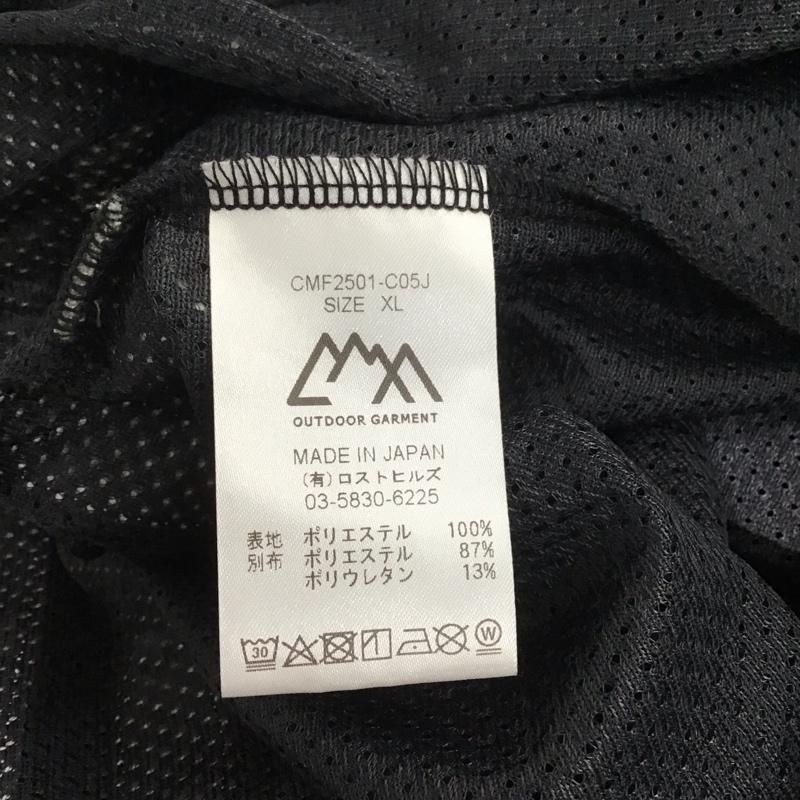 CMF2501-C05J
SIZE XL
OUTDOOR GARMENT
MADE IN JAPAN
(有)ロストヒルズ
03-5830-6225
表地 ポリエステル 100%
別布 ポリエステル 87%
ポリウレタン 13%
30 W